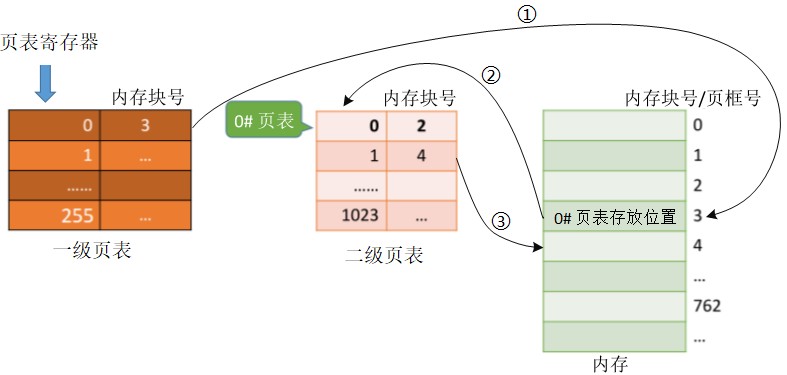 ①
页表寄存器
②
内存块号
内存块号
内存块号/页框号
0# 页表
0 3
1 ...
......
255 ...
一级页表
0 2
1 4
......
1023 ...
二级页表
③
0
1
2
0# 页表存放位置 3
4
...
762
...
内存